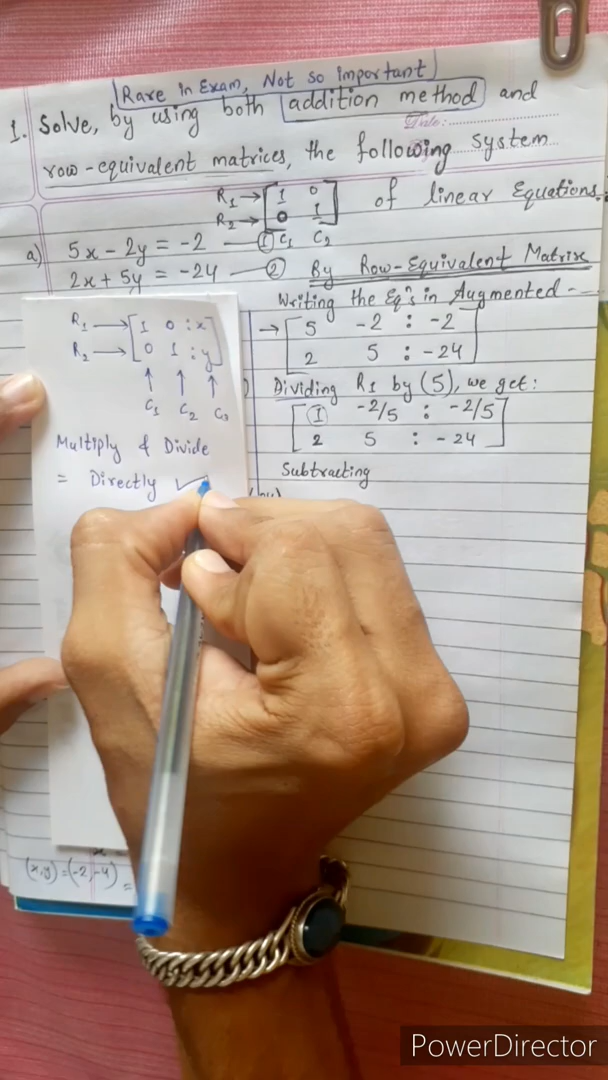 Rare in Exam, Not so important
Date:
1. Solve, by using both addition method and
row-equivalent matrices, the following system
of linear Equations.
R₁ → [ 1 0 ]
R₂ → [ 0 1 ]
C₁ C₂
a) 5x - 2y = -2 — ①
2x + 5y = -24 — ②
R₁ → [ 1 0 : x ]
R₂ → [ 0 1 : y ]
↑ ↑ ↑
C₁ C₂ C₃
Multiply & Divide
= Directly
(x,y) = (-2,-4) =
By Row-Equivalent Matrix
Writing the Eqⁿs in Augmented -
→ [ 5 -2 : -2 ]
[ 2 5 : -24 ]
Dividing R₁ by (5), we get:
[ ① -2/5 : -2/5 ]
[ 2 5 : -24 ]
Subtracting
PowerDirector